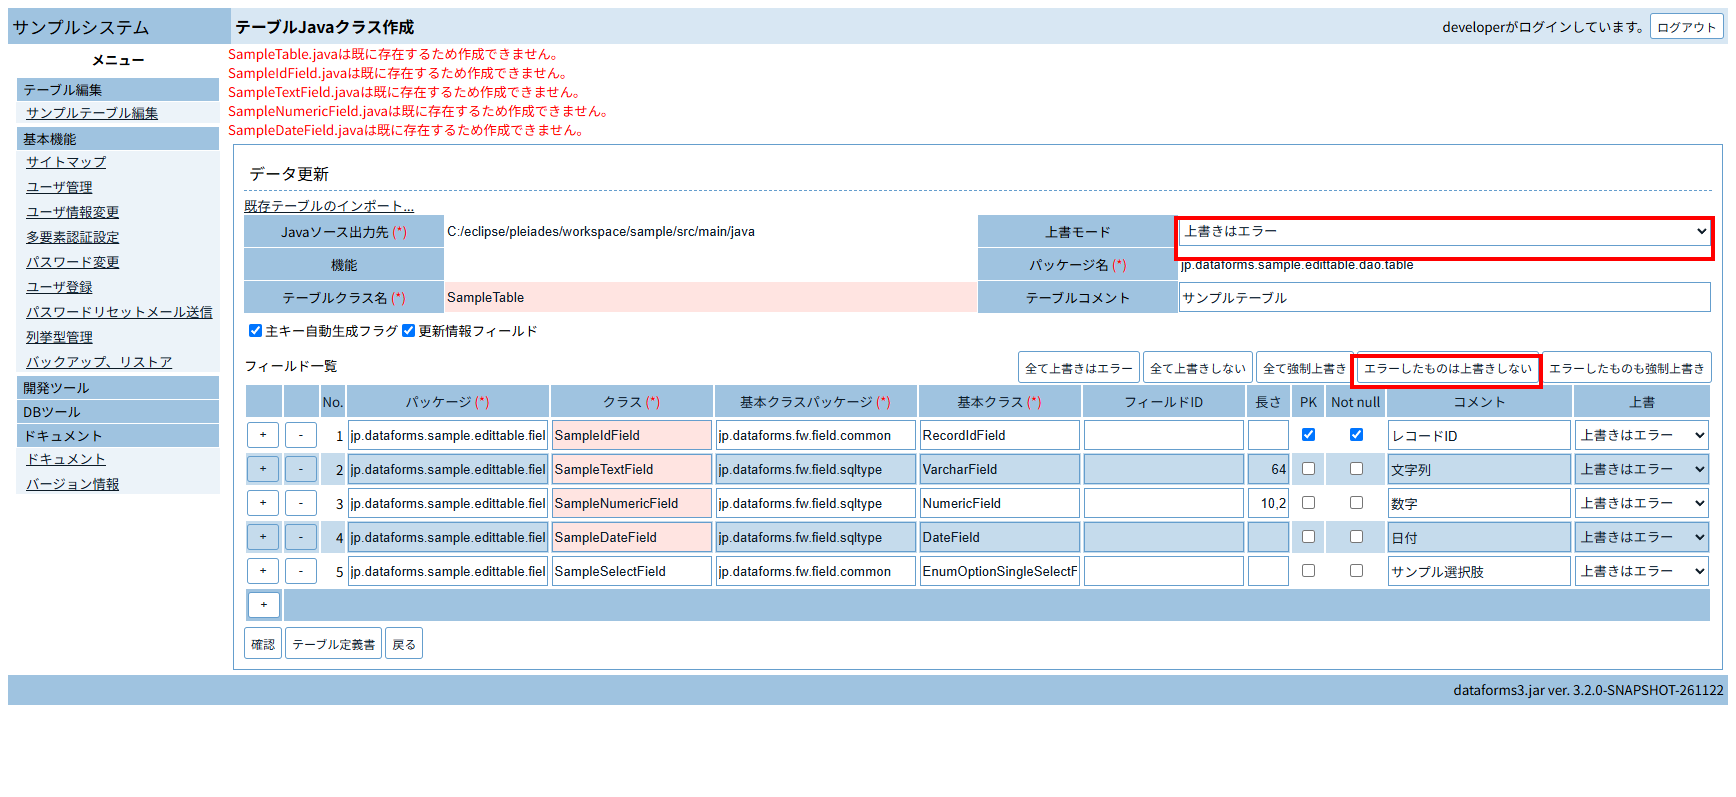 サンプルシステム
テーブルJavaクラス作成
developerがログインしています。 ログアウト
メニュー
テーブル編集
サンプルテーブル編集
基本機能
サイトマップ
ユーザ管理
ユーザ情報変更
多要素認証設定
パスワード変更
ユーザ登録
パスワードリセットメール送信
列挙型管理
バックアップ、リストア
開発ツール
DBツール
ドキュメント
ドキュメント
バージョン情報
SampleTable.javaは既に存在するため作成できません。
SampleIdField.javaは既に存在するため作成できません。
SampleTextField.javaは既に存在するため作成できません。
SampleNumericField.javaは既に存在するため作成できません。
SampleDateField.javaは既に存在するため作成できません。
データ更新
既存テーブルのインポート...
Javaソース出力先 (*) C:/eclipse/pleiades/workspace/sample/src/main/java 上書モード 上書きはエラー
機能 パッケージ名 (*) jp.dataforms.sample.edittable.dao.table
テーブルクラス名 (*) SampleTable テーブルコメント サンプルテーブル
主キー自動生成フラグ 更新情報フィールド
フィールド一覧 全て上書きはエラー 全て上書きしない 全て強制上書き エラーしたものは上書きしない エラーしたものも強制上書き
No. パッケージ (*) クラス (*) 基本クラスパッケージ (*) 基本クラス (*) フィールドID 長さ PK Not null コメント 上書
+ - 1 jp.dataforms.sample.edittable.fiel SampleIdField jp.dataforms.fw.field.common RecordIdField レコードID 上書きはエラー
+ - 2 jp.dataforms.sample.edittable.fiel SampleTextField jp.dataforms.fw.field.sqltype VarcharField 64 文字列 上書きはエラー
+ - 3 jp.dataforms.sample.edittable.fiel SampleNumericField jp.dataforms.fw.field.sqltype NumericField 10,2 数字 上書きはエラー
+ - 4 jp.dataforms.sample.edittable.fiel SampleDateField jp.dataforms.fw.field.sqltype DateField 日付 上書きはエラー
+ - 5 jp.dataforms.sample.edittable.fiel SampleSelectField jp.dataforms.fw.field.common EnumOptionSingleSelectF サンプル選択肢 上書きはエラー
+
確認 テーブル定義書 戻る
dataforms3.jar ver. 3.2.0-SNAPSHOT-261122